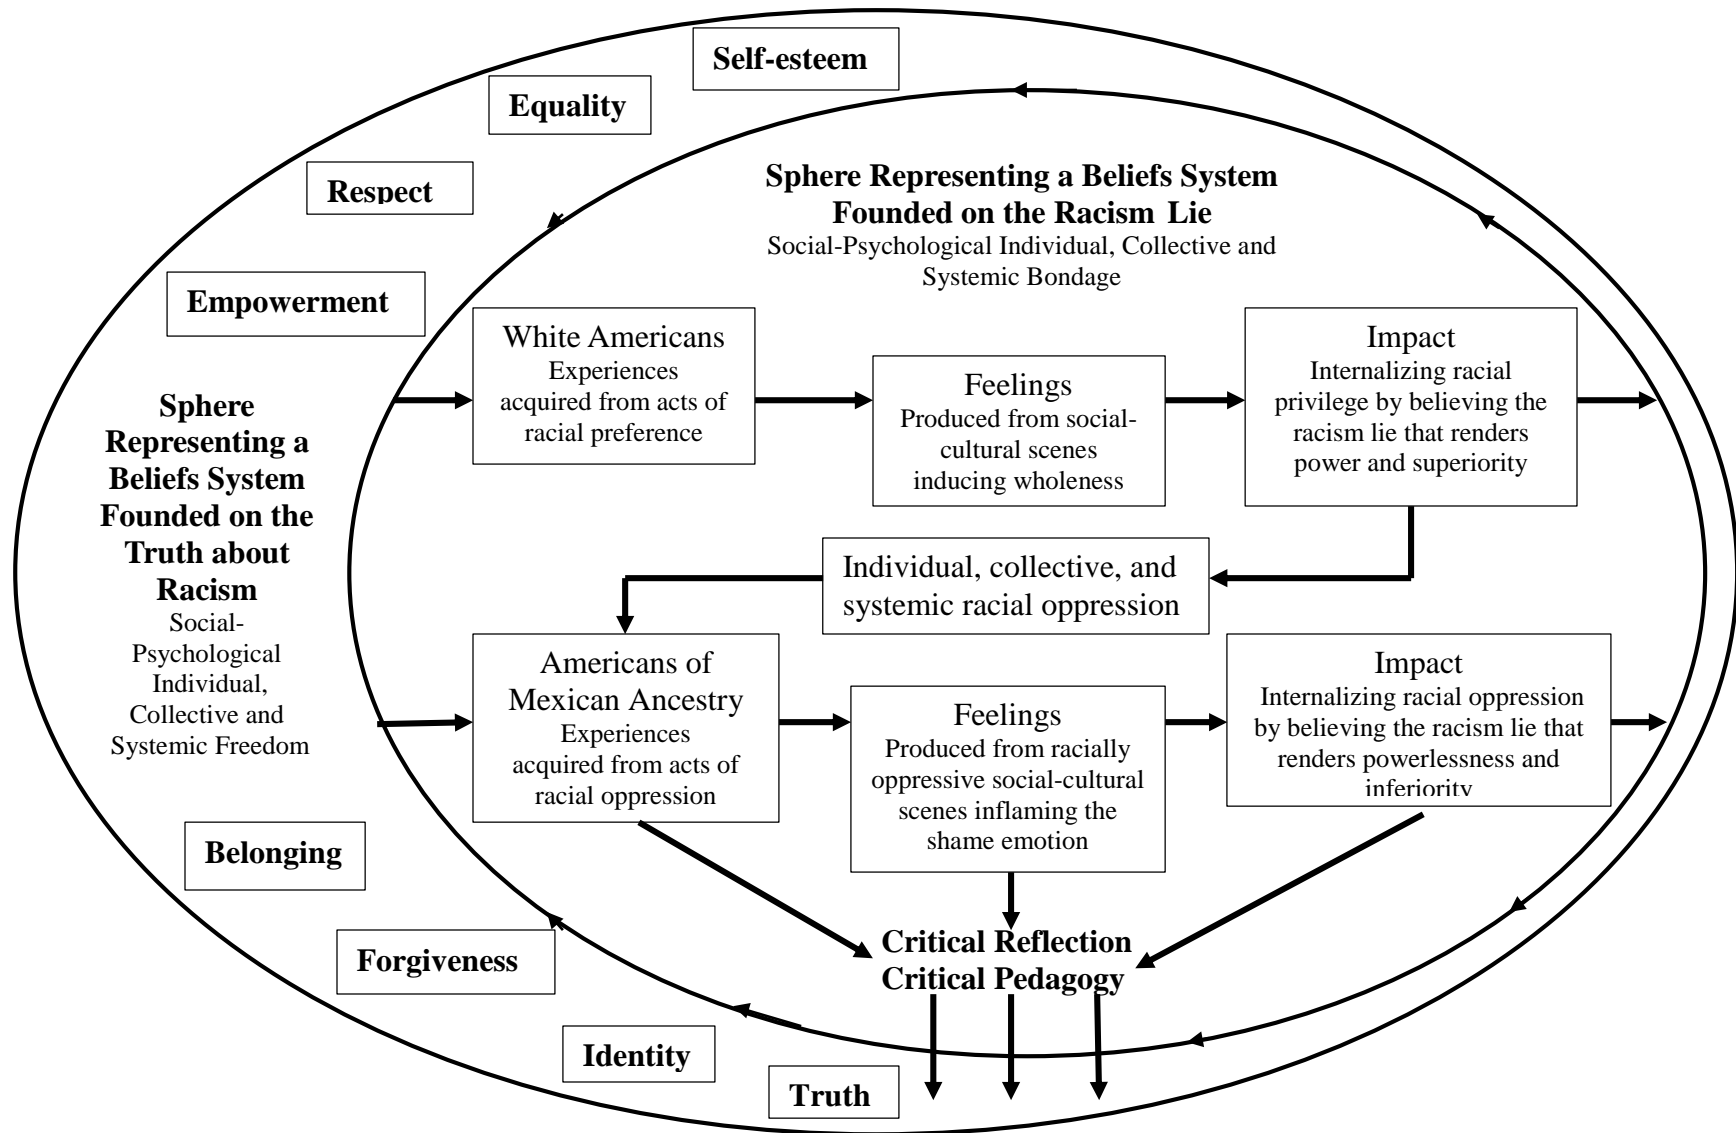 Self-esteem
Equality
Respect
Empowerment
Sphere Representing a Beliefs System
Founded on the Racism Lie
Social-Psychological Individual, Collective and
Systemic Bondage
White Americans
Experiences
acquired from acts of
racial preference
Feelings
Produced from social-
cultural scenes
inducing wholeness
Impact
Internalizing racial
privilege by believing the
racism lie that renders
power and superiority
Sphere
Representing a
Beliefs System
Founded on the
Truth about
Racism
Social-
Psychological
Individual,
Collective and
Systemic Freedom
Individual, collective, and
systemic racial oppression
Americans of
Mexican Ancestry
Experiences
acquired from acts of
racial oppression
Feelings
Produced from racially
oppressive social-cultural
scenes inflaming the
shame emotion
Impact
Internalizing racial oppression
by believing the racism lie that
renders powerlessness and
inferiority
Belonging
Forgiveness
Identity
Truth
Critical Reflection
Critical Pedagogy